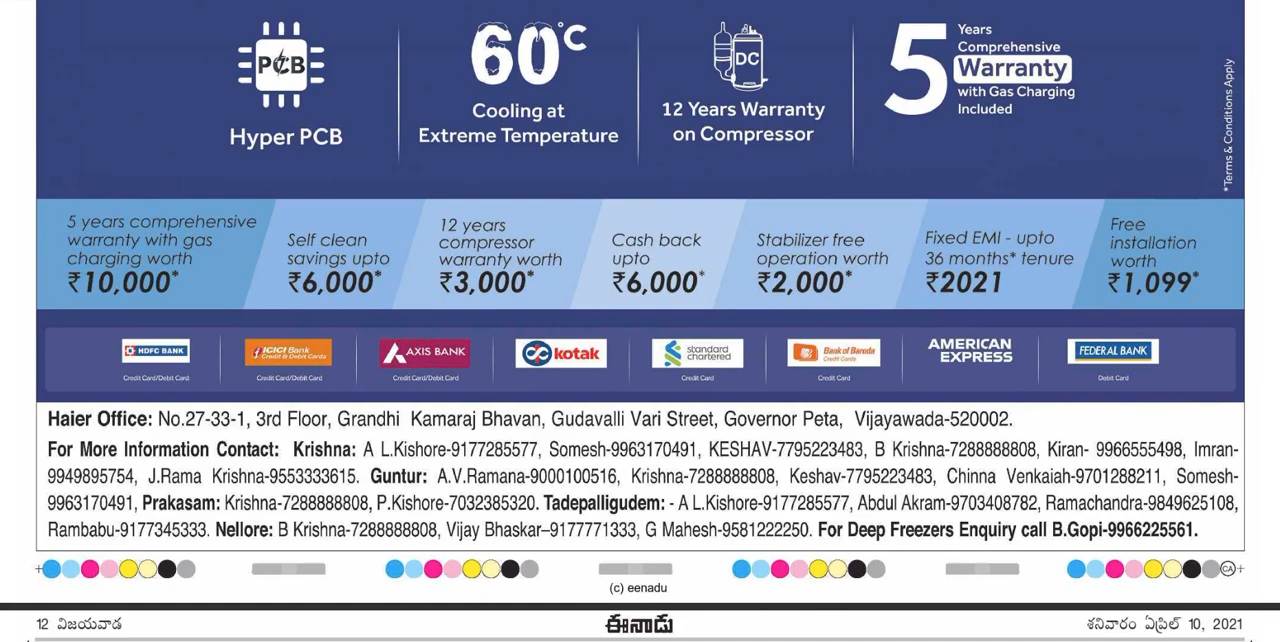 PCB
Hyper PCB
60°C
Cooling at
Extreme Temperature
DC
12 Years Warranty
on Compressor
5
Years
Comprehensive
Warranty
with Gas Charging
Included
*Terms & Conditions Apply
5 years comprehensive
warranty with gas
charging worth
₹10,000*
Self clean
savings upto
₹6,000*
12 years
compressor
warranty worth
₹3,000*
Cash back
upto
₹6,000*
Stabilizer free
operation worth
₹2,000*
Fixed EMI - upto
36 months* tenure
₹2021
Free
installation
worth
₹1,099*
HDFC BANK
Credit Card/Debit Card
ICICI Bank
Credit & Debit Cards
Credit Card/Debit Card
AXIS BANK
Credit Card/Debit Card
kotak
standard
chartered
Credit Card
Bank of Baroda
Credit Cards
Credit Card
AMERICAN
EXPRESS
FEDERAL BANK
Debit Card
Haier Office: No.27-33-1, 3rd Floor, Grandhi Kamaraj Bhavan, Gudavalli Vari Street, Governor Peta, Vijayawada-520002.
For More Information Contact: Krishna: A L.Kishore-9177285577, Somesh-9963170491, KESHAV-7795223483, B Krishna-7288888808, Kiran- 9966555498, Imran-
9949895754, J.Rama Krishna-9553333615. Guntur: A.V.Ramana-9000100516, Krishna-7288888808, Keshav-7795223483, Chinna Venkaiah-9701288211, Somesh-
9963170491, Prakasam: Krishna-7288888808, P.Kishore-7032385320. Tadepalligudem: - A L.Kishore-9177285577, Abdul Akram-9703408782, Ramachandra-9849625108,
Rambabu-9177345333. Nellore: B Krishna-7288888808, Vijay Bhaskar–9177771333, G Mahesh-9581222250. For Deep Freezers Enquiry call B.Gopi-9966225561.
CA
(c) eenadu
12 విజయవాడ
ఈనాడు
శనివారం ఏప్రిల్ 10, 2021